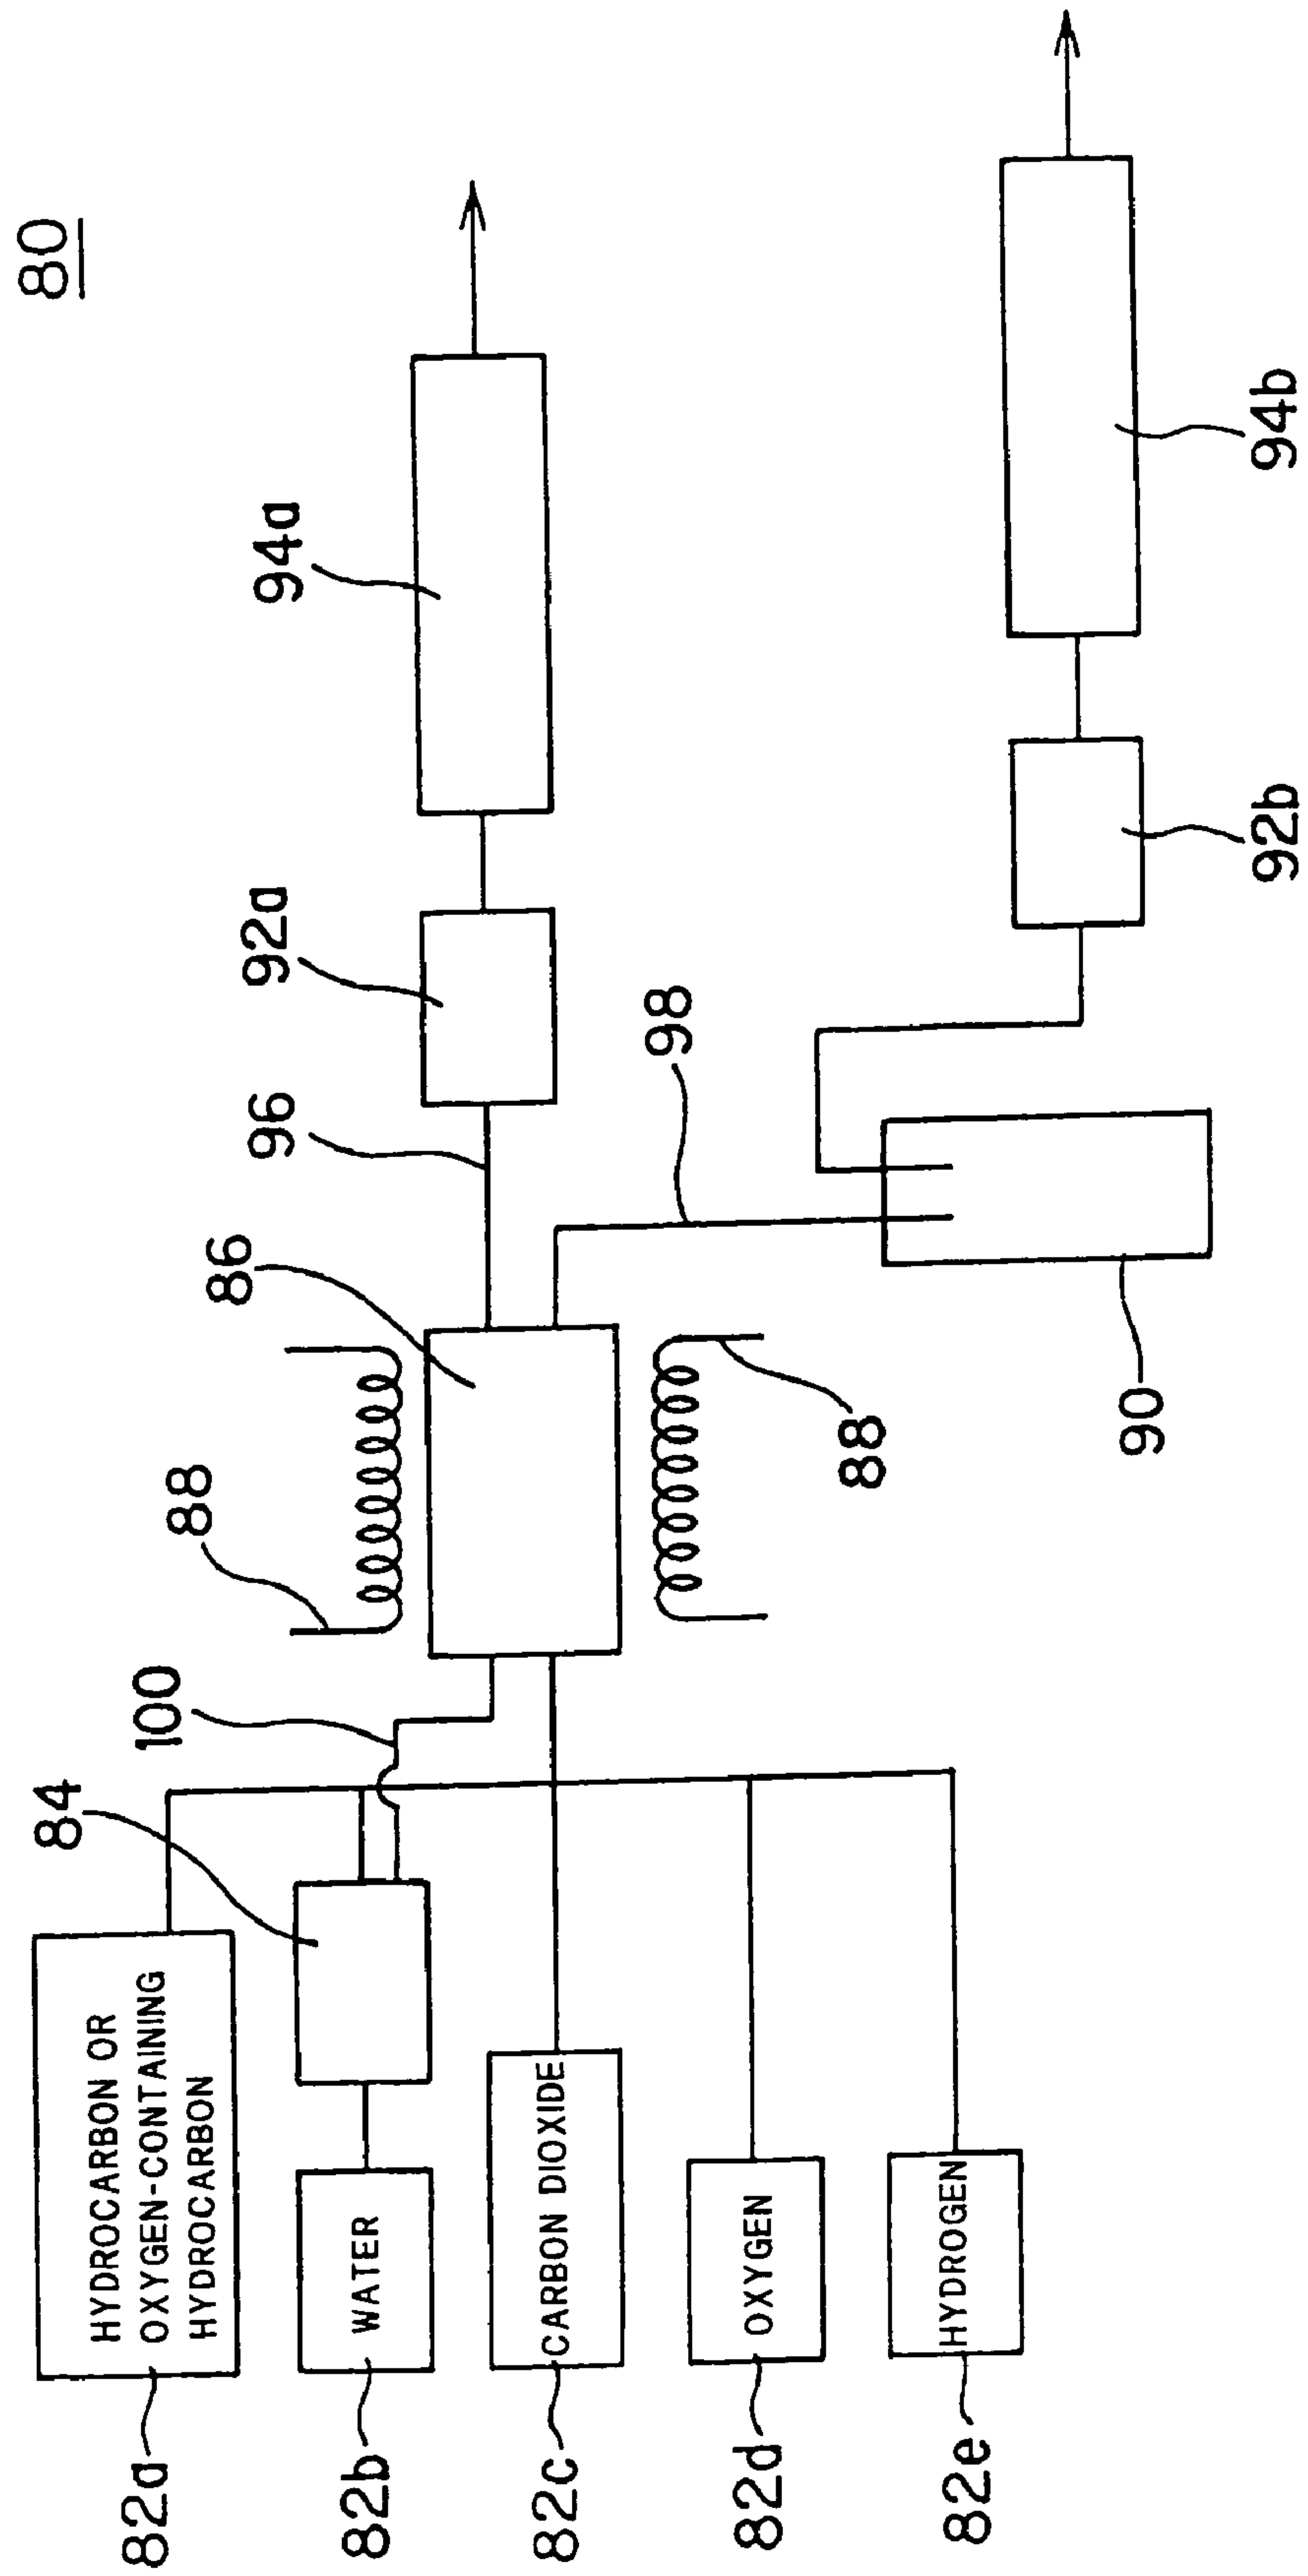 80
94a
92a
96
86
98
88
88
100
84
HYDROCARBON OR
OXYGEN-CONTAINING
HYDROCARBON
WATER
CARBON DIOXIDE
OXYGEN
HYDROGEN
82a
82b
82c
82d
82e
90
92b
94b